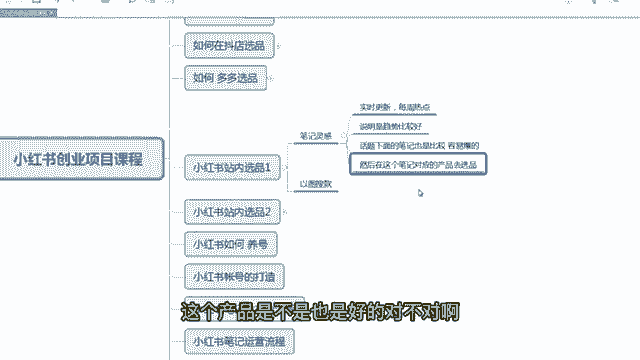 如何在抖店选品
如何 多多选品
小红书创业项目课程
小红书站内选品1
笔记灵感
实时更新，每周热点
说明是趋势比较好
话题下面的笔记也是比较 容易爆的
然后在这个笔记对应的产品去选品
以图搜款
小红书站内选品2
小红书如何 养号
小红书帐号的打造
这个产品是不是也是好的对不对啊
小红书笔记运营流程